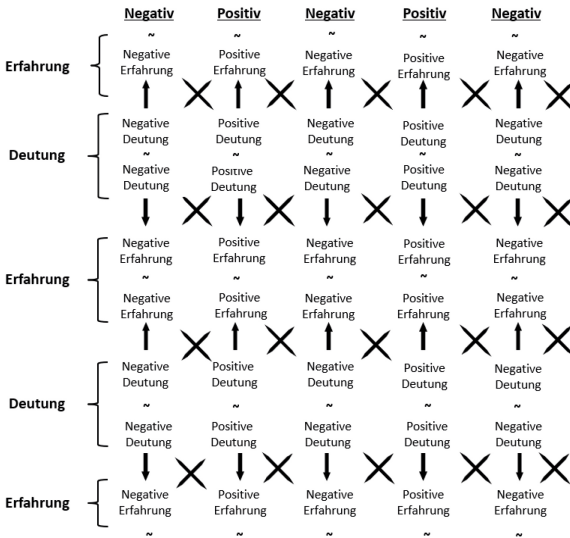 Negativ Positiv Negativ Positiv Negativ
~ ~ ~ ~ ~
Erfahrung
Negative Positive Negative Positive Negative
Erfahrung Erfahrung Erfahrung Erfahrung Erfahrung
Deutung
Negative Positive Negative Positive Negative
Deutung Deutung Deutung Deutung Deutung
~ ~ ~ ~ ~
Negative Positive Negative Positive Negative
Deutung Deutung Deutung Deutung Deutung
Erfahrung
Negative Positive Negative Positive Negative
Erfahrung Erfahrung Erfahrung Erfahrung Erfahrung
~ ~ ~ ~ ~
Negative Positive Negative Positive Negative
Erfahrung Erfahrung Erfahrung Erfahrung Erfahrung
Deutung
Negative Positive Negative Positive Negative
Deutung Deutung Deutung Deutung Deutung
~ ~ ~ ~ ~
Negative Positive Negative Positive Negative
Deutung Deutung Deutung Deutung Deutung
Erfahrung
Negative Positive Negative Positive Negative
Erfahrung Erfahrung Erfahrung Erfahrung Erfahrung
~ ~ ~ ~ ~